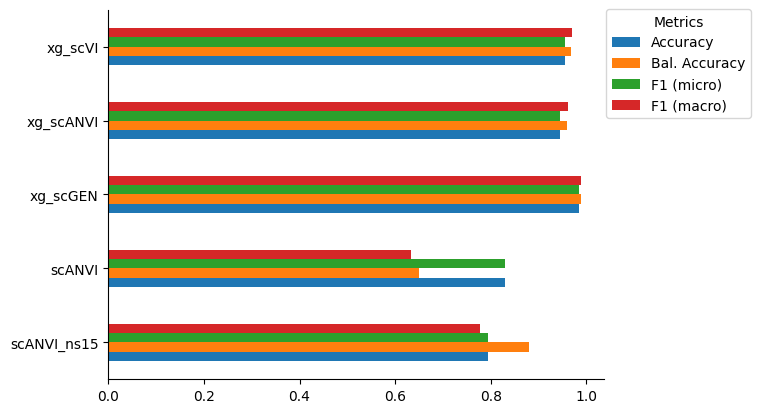 xg_scVI
xg_scANVI
xg_scGEN
scANVI
scANVI_ns15
0.0 0.2 0.4 0.6 0.8 1.0
Metrics
Accuracy
Bal. Accuracy
F1 (micro)
F1 (macro)